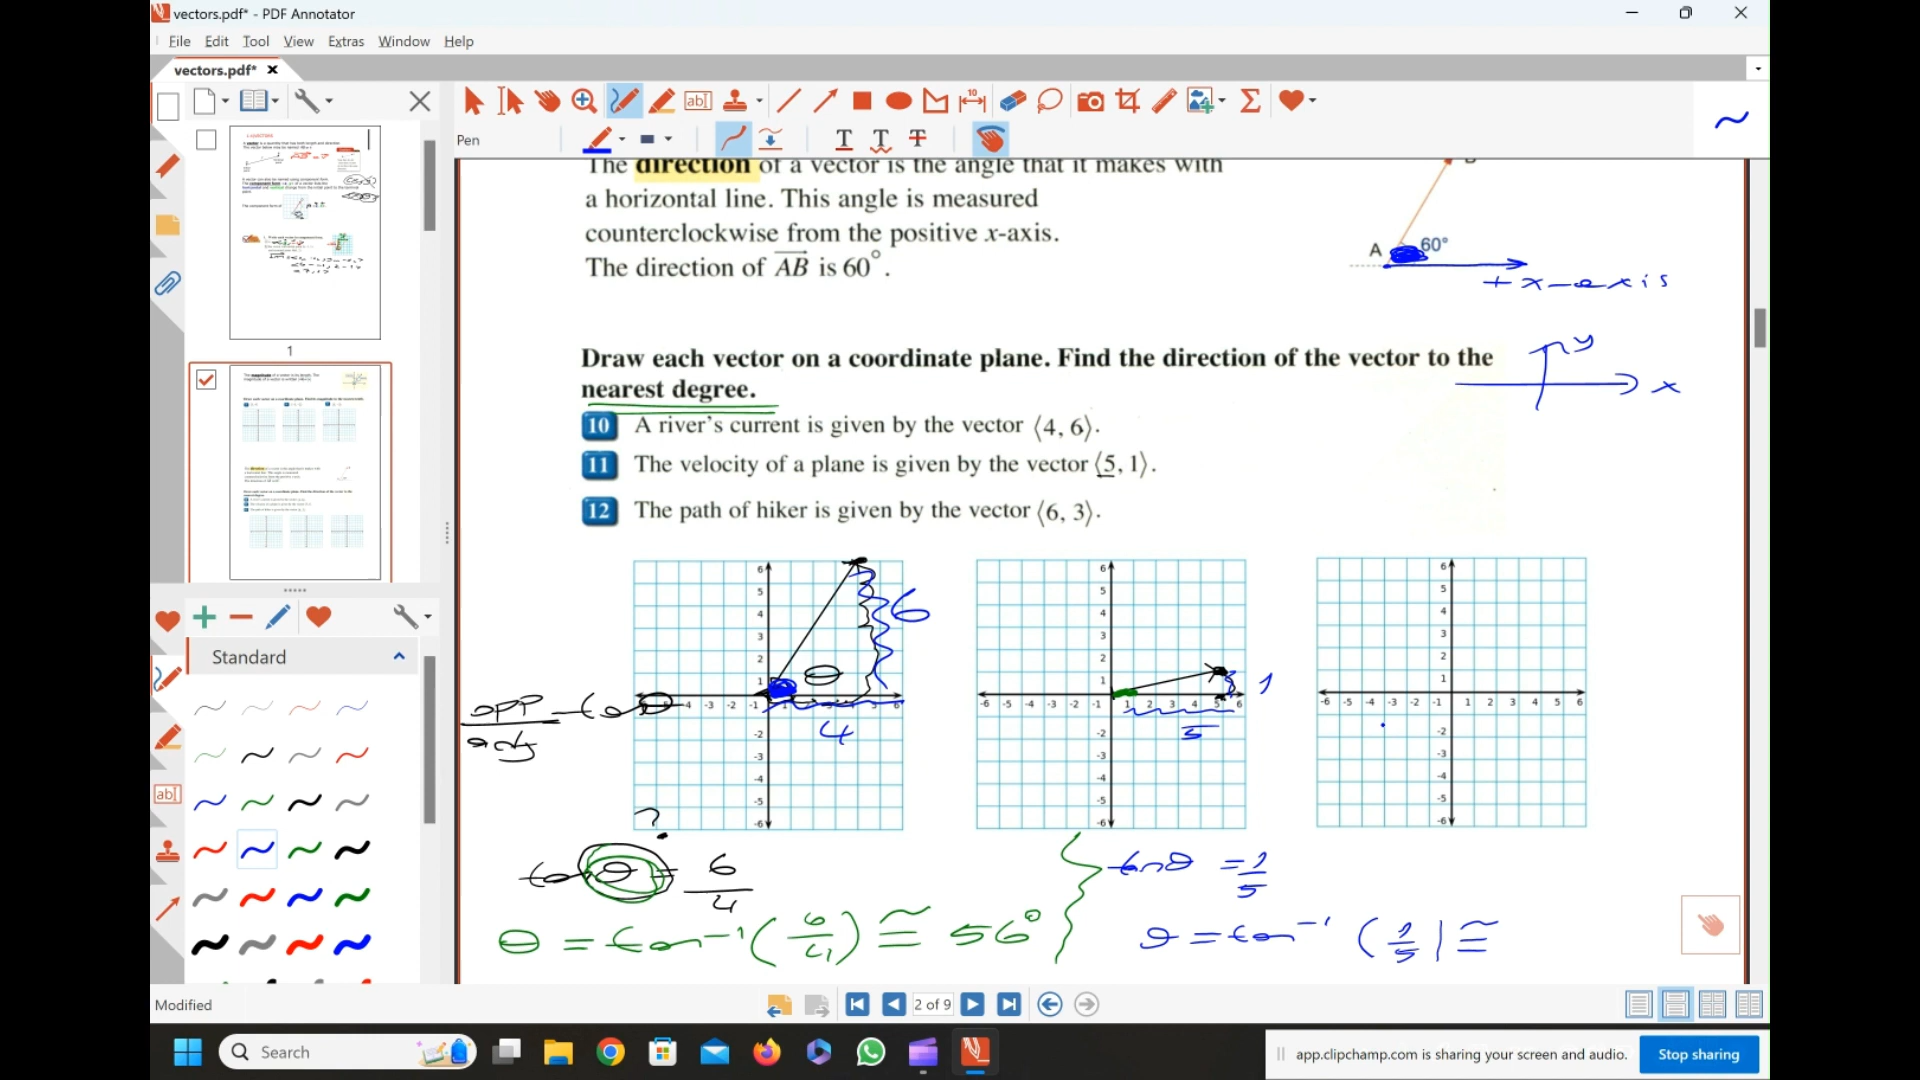 vectors.pdf* - PDF Annotator
File Edit Tool View Extras Window Help
vectors.pdf*
Pen
1
Standard
The direction of a vector is the angle that it makes with
a horizontal line. This angle is measured
counterclockwise from the positive x-axis.
The direction of AB is 60°.
A 60°
+ x-axis
Draw each vector on a coordinate plane. Find the direction of the vector to the
nearest degree.
y
x
10 A river's current is given by the vector ⟨4, 6⟩.
11 The velocity of a plane is given by the vector ⟨5, 1⟩.
12 The path of hiker is given by the vector ⟨6, 3⟩.
6
θ
4
opp/adj = tan θ
1
5
?
tan θ = 6/4
θ = tan⁻¹ (6/4) ≅ 56°
tan θ = 1/5
θ = tan⁻¹ (1/5) ≅
Modified
2 of 9
Search
app.clipchamp.com is sharing your screen and audio.
Stop sharing